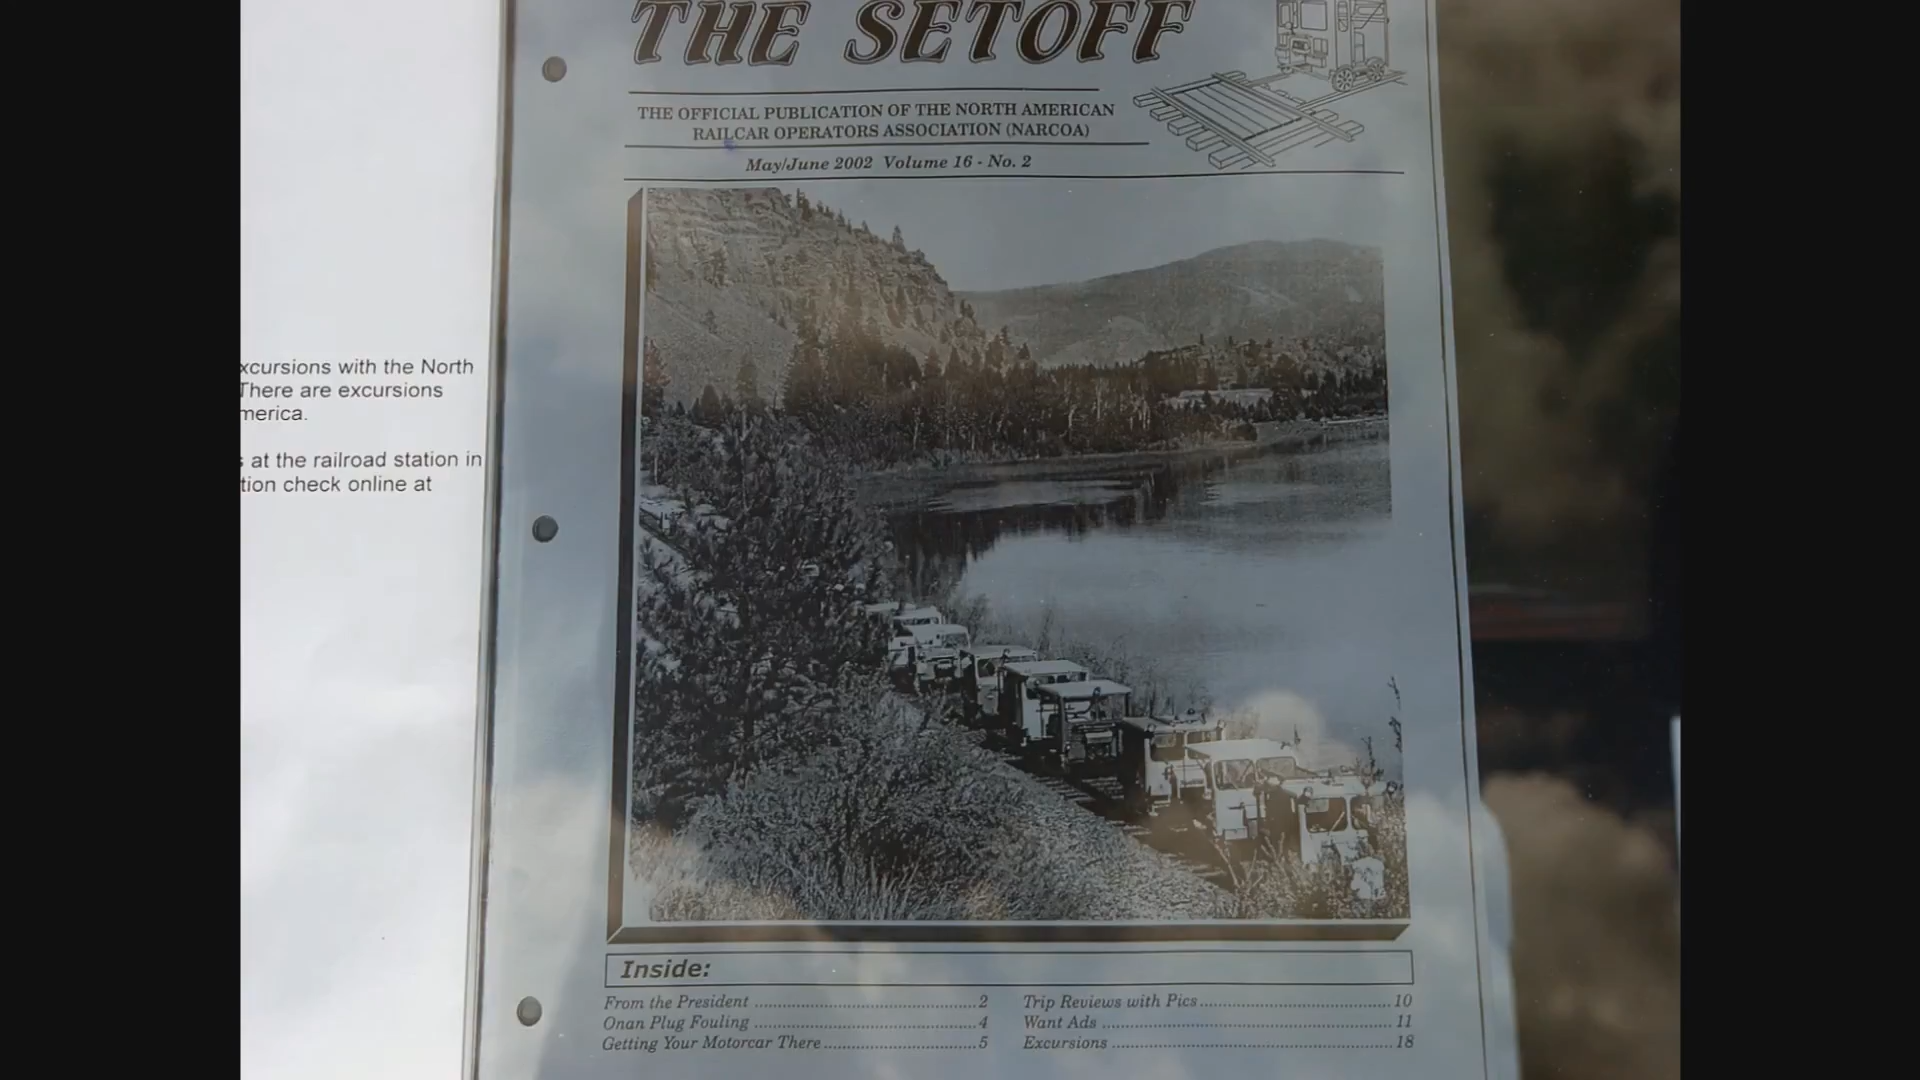 xcursions with the North
There are excursions
merica.
at the railroad station in
tion check online at
THE SETOFF
THE OFFICIAL PUBLICATION OF THE NORTH AMERICAN
RAILCAR OPERATORS ASSOCIATION (NARCOA)
May/June 2002 Volume 16 - No. 2
Inside:
From the President ........................................ 2
Onan Plug Fouling ........................................ 4
Getting Your Motorcar There .......................... 5
Trip Reviews with Pics .................................. 10
Want Ads .................................................... 11
Excursions .................................................. 18